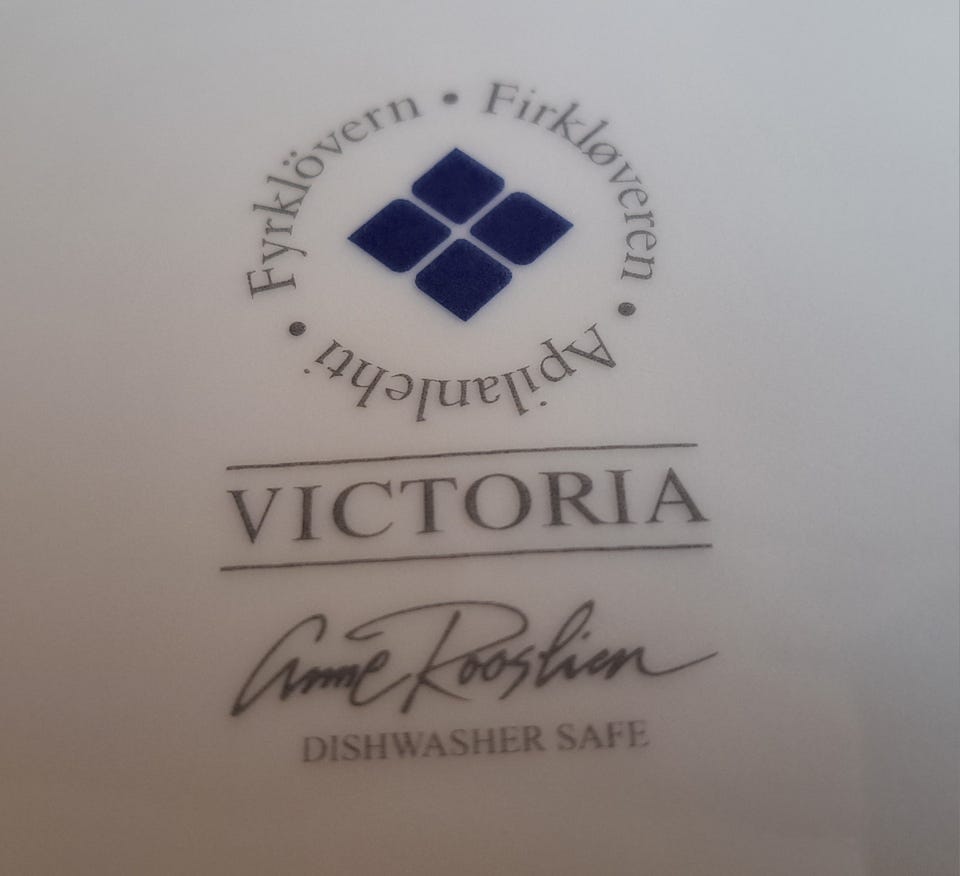 Fyrklövern • Firkløveren • Apilanlehti •
VICTORIA
Anne Rooslien
DISHWASHER SAFE